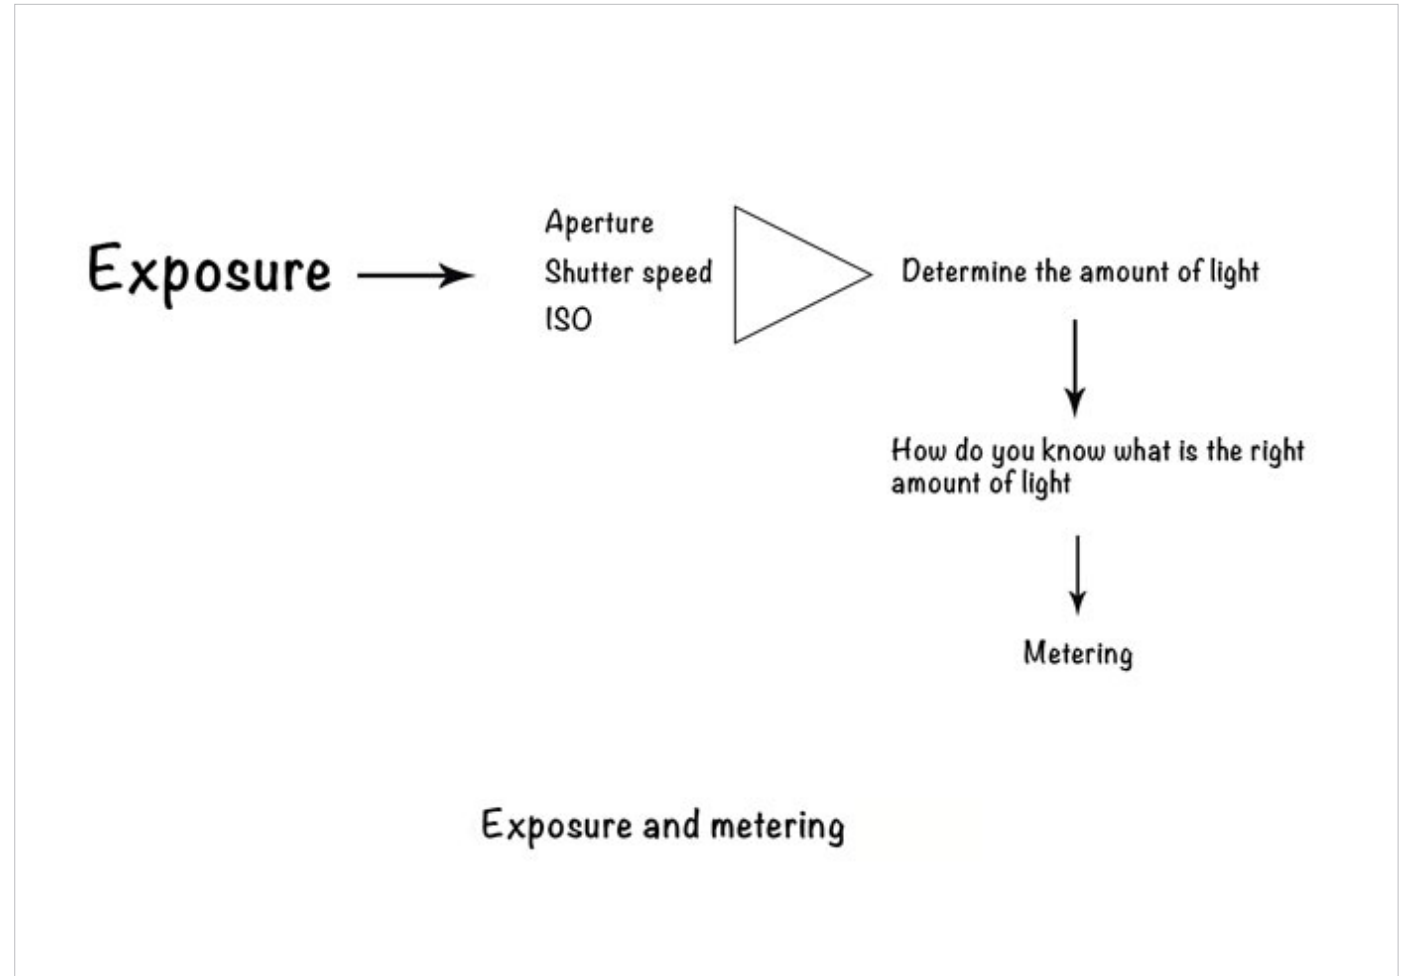 Exposure
Aperture
Shutter speed
ISO
Determine the amount of light
How do you know what is the right
amount of light
Metering
Exposure and metering